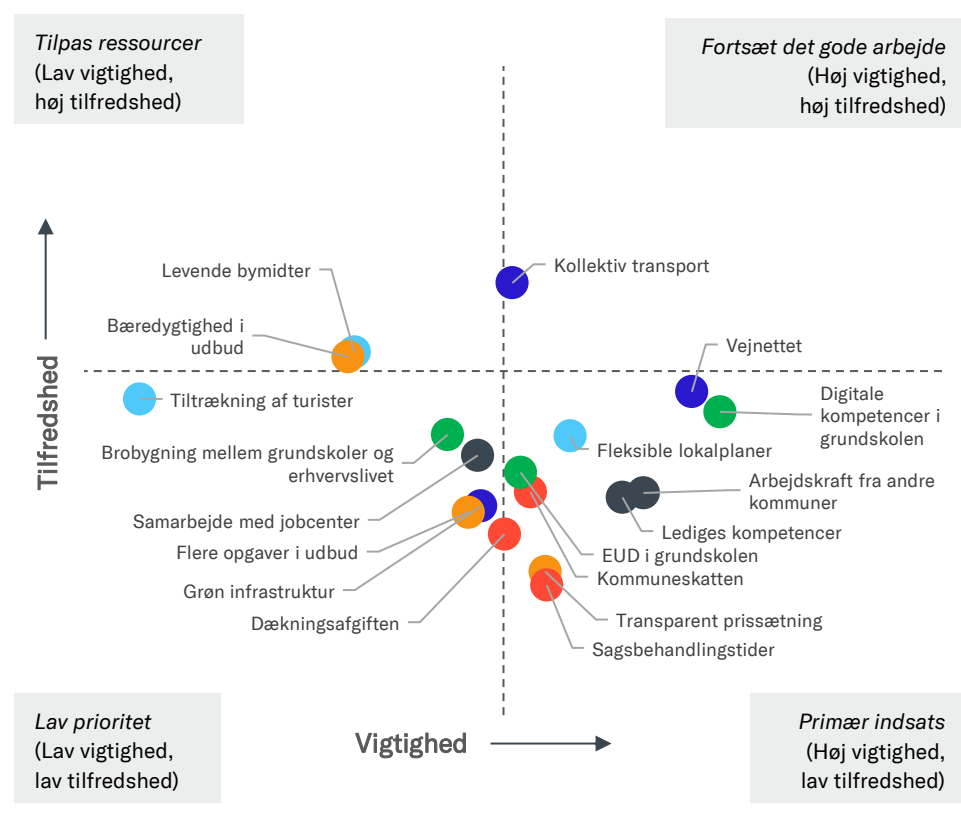 Tilpas ressourcer
(Lav vigtighed,
høj tilfredshed)
Fortsæt det gode arbejde
(Høj vigtighed,
høj tilfredshed)
Levende bymidter
Kollektiv transport
Bæredygtighed i
udbud
Vejnettet
Tiltrækning af turister
Digitale
kompetencer i
grundskolen
Tilfredshed
Brobygning mellem grundskoler og
erhvervslivet
Fleksible lokalplaner
Arbejdskraft fra andre
kommuner
Samarbejde med jobcenter
Lediges kompetencer
Flere opgaver i udbud
EUD i grundskolen
Kommuneskatten
Grøn infrastruktur
Dækningsafgiften
Transparent prissætning
Sagsbehandlingstider
Lav prioritet
(Lav vigtighed,
lav tilfredshed)
Vigtighed
Primær indsats
(Høj vigtighed,
lav tilfredshed)